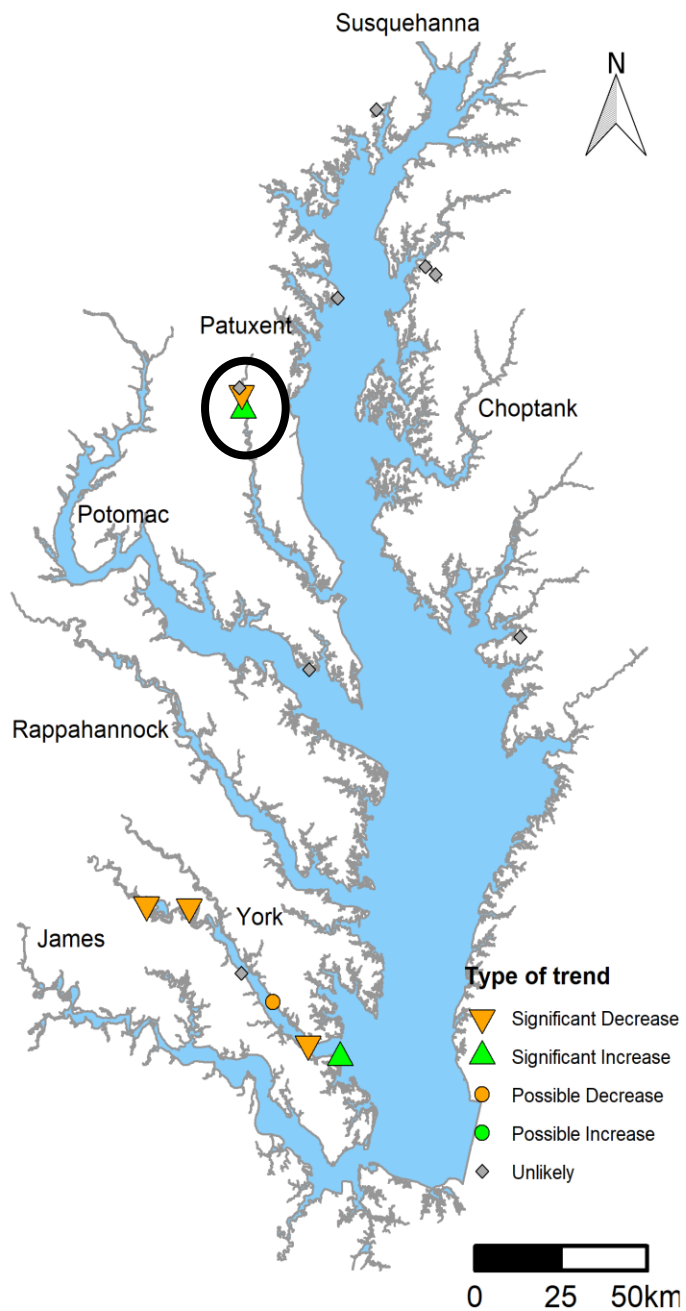 Susquehanna
N
Patuxent
Choptank
Potomac
Rappahannock
York
James
Type of trend
Significant Decrease
Significant Increase
Possible Decrease
Possible Increase
Unlikely
0 25 50km